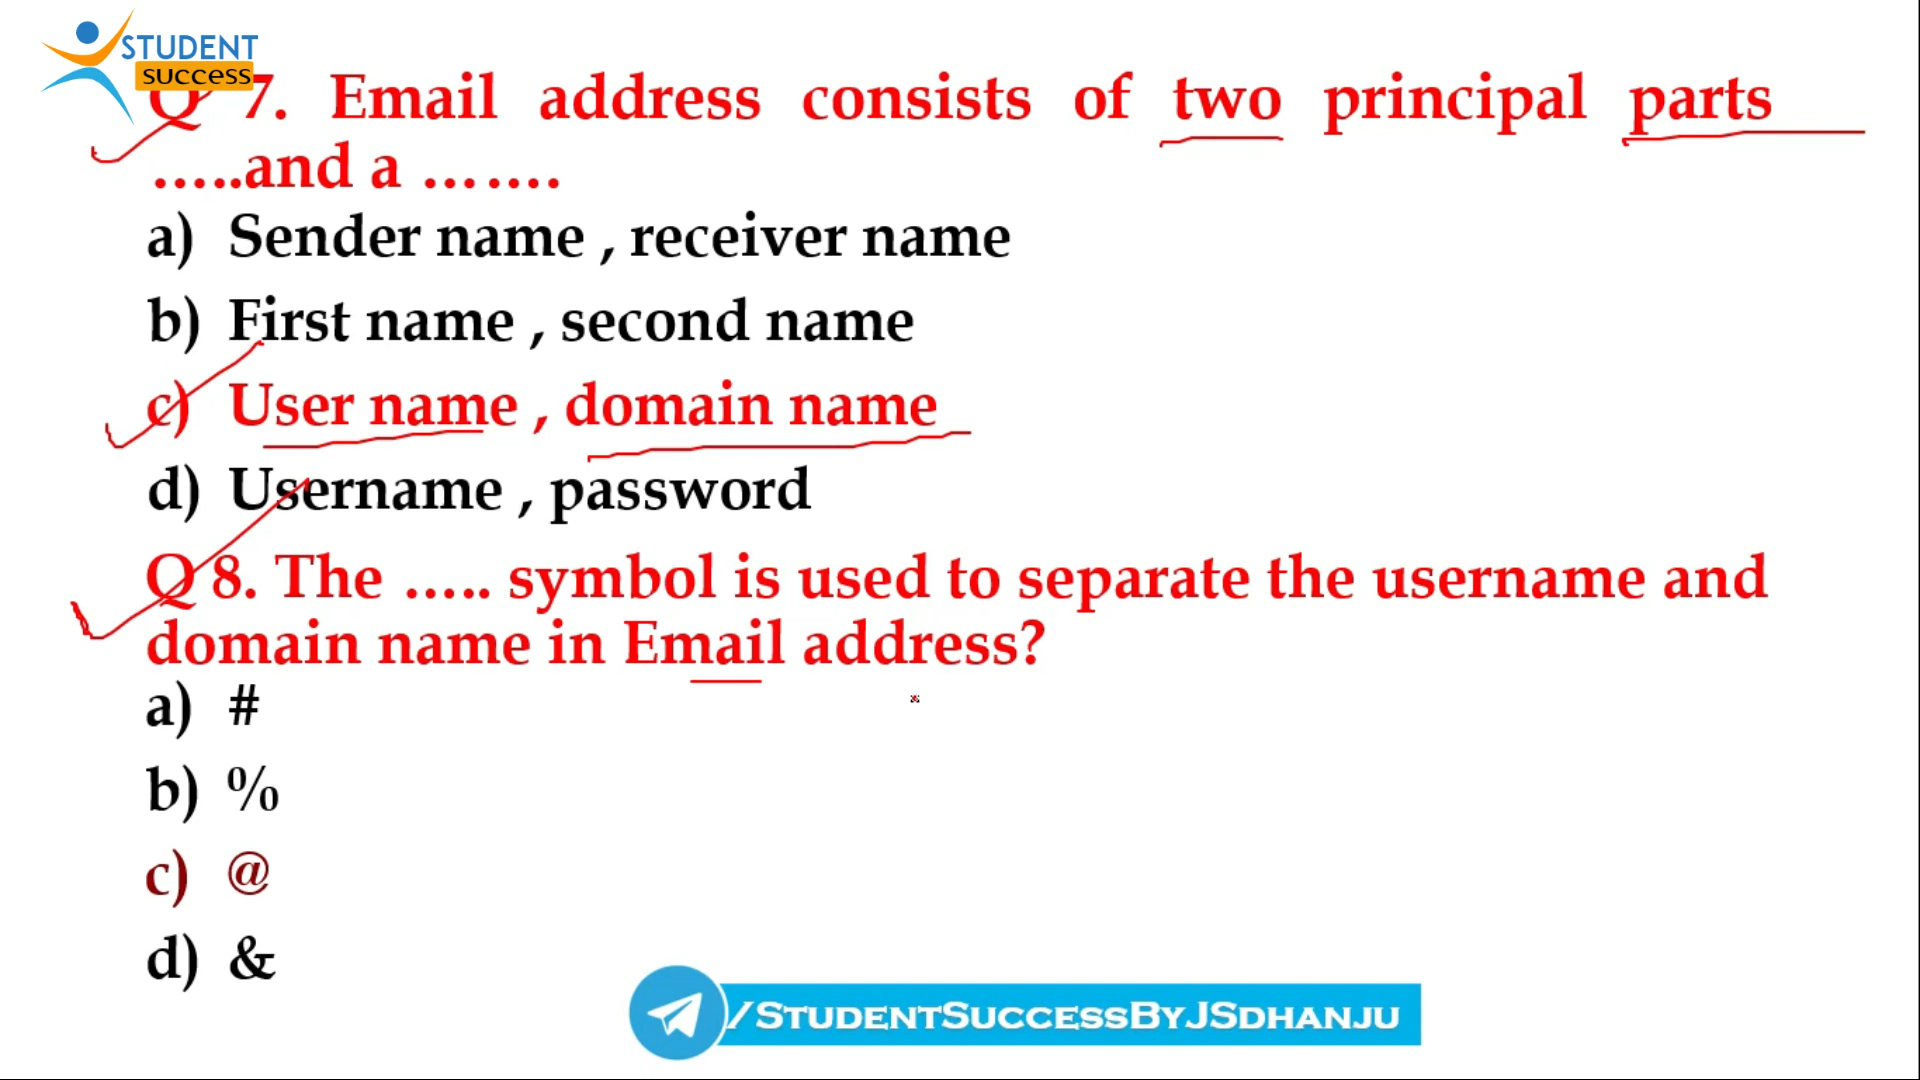 STUDENT
SUCCESS
Q 7. Email address consists of two principal parts
…..and a …….
a) Sender name , receiver name
b) First name , second name
c) User name , domain name
d) Username , password
Q 8. The ….. symbol is used to separate the username and
domain name in Email address?
a) #
b) %
c) @
d) &
/STUDENTSUCCESSBYJSDHANJU